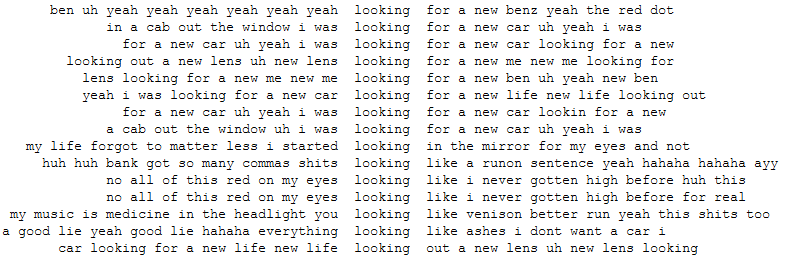 ben uh yeah yeah yeah yeah yeah yeah looking for a new benz yeah the red dot
in a cab out the window i was looking for a new car uh yeah i was
for a new car uh yeah i was looking for a new car looking for a new
looking out a new lens uh new lens looking for a new me new me looking for
lens looking for a new me new me looking for a new ben uh yeah new ben
yeah i was looking for a new car looking for a new life new life looking out
for a new car uh yeah i was looking for a new car lookin for a new
a cab out the window uh i was looking for a new car uh yeah i was
my life forgot to matter less i started looking in the mirror for my eyes and not
huh huh bank got so many commas shits looking like a runon sentence yeah hahaha hahaha ayy
no all of this red on my eyes looking like i never gotten high before huh this
no all of this red on my eyes looking like i never gotten high before for real
my music is medicine in the headlight you looking like venison better run yeah this shits too
a good lie yeah good lie hahaha everything looking like ashes i dont want a car i
car looking for a new life new life looking out a new lens uh new lens looking